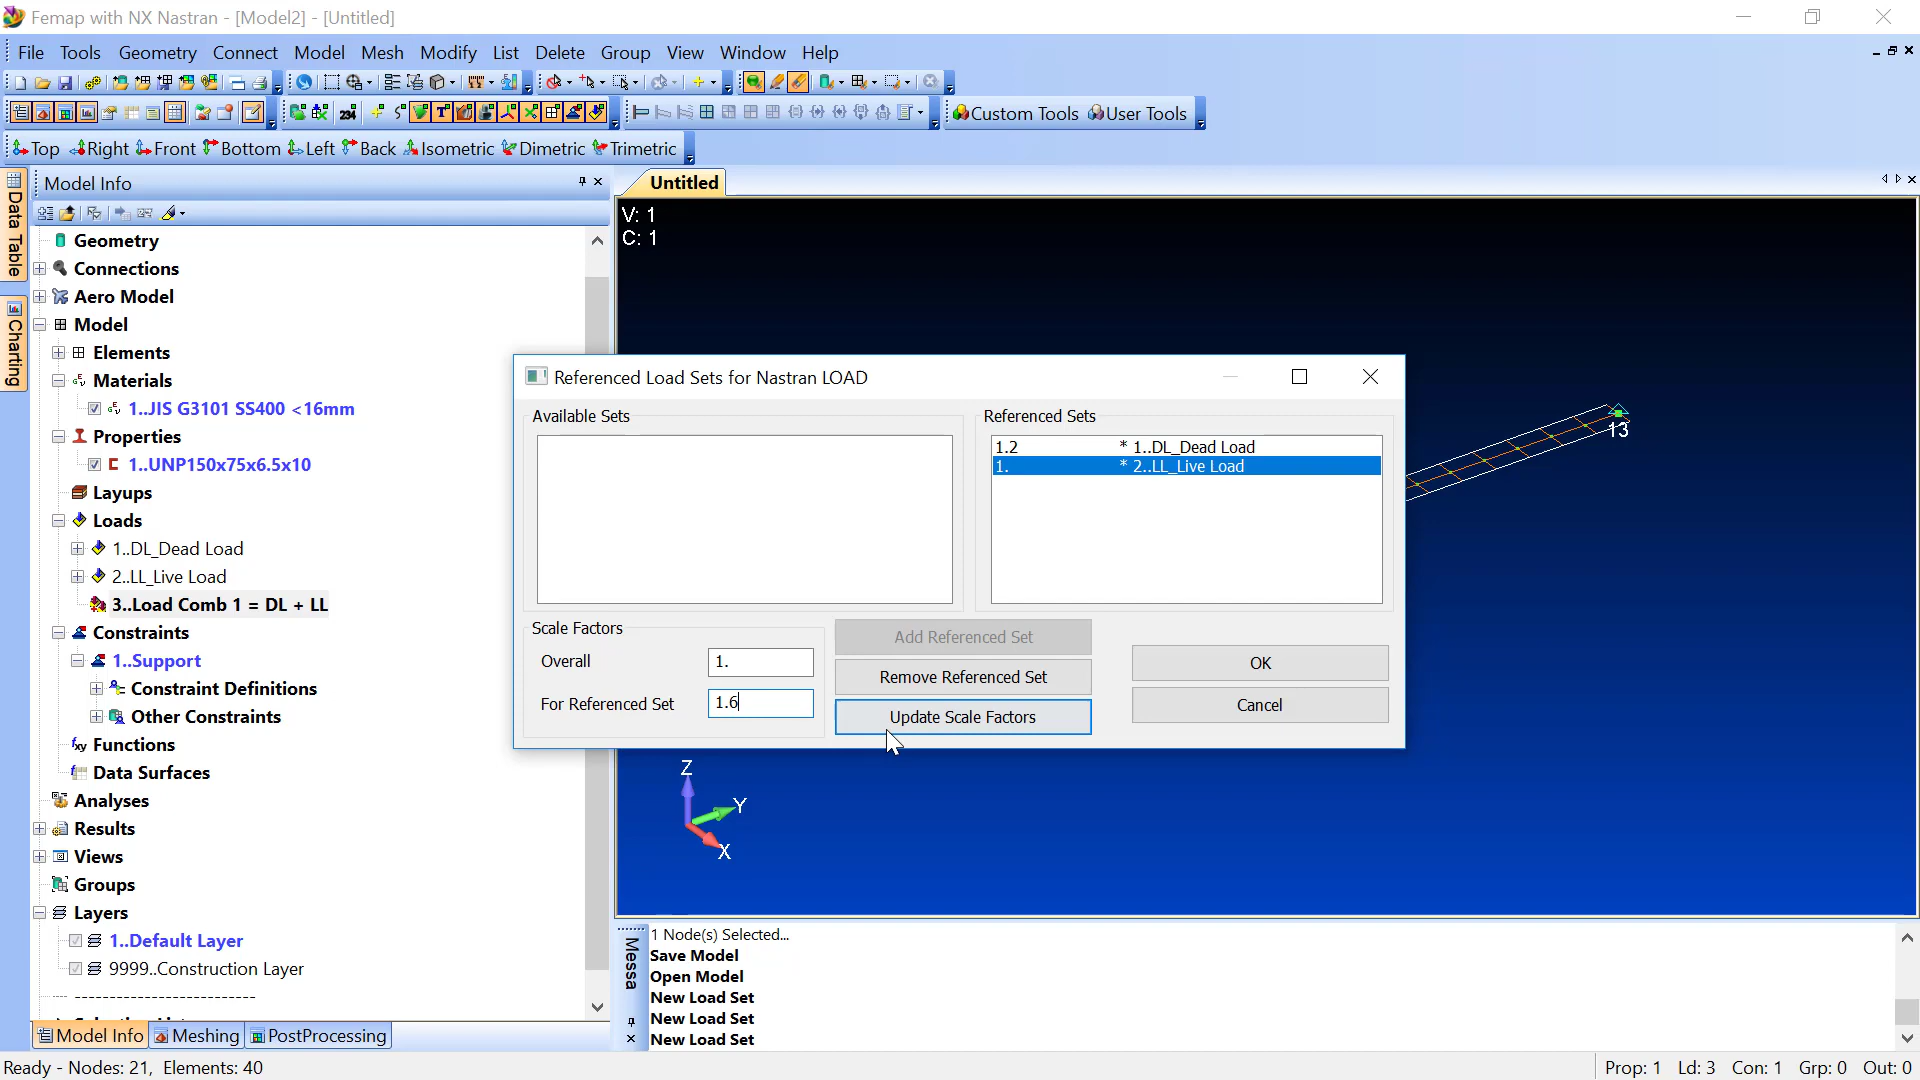 Femap with NX Nastran - [Model2] - [Untitled]
File Tools Geometry Connect Model Mesh Modify List Delete Group View Window Help
234 Custom Tools User Tools
Top Right Front Bottom Left Back Isometric Dimetric Trimetric
Data Table
Charting
Model Info
Geometry
Connections
Aero Model
Model
Elements
Materials
1..JIS G3101 SS400 <16mm
Properties
1..UNP150x75x6.5x10
Layups
Loads
1..DL_Dead Load
2..LL_Live Load
3..Load Comb 1 = DL + LL
Constraints
1..Support
Constraint Definitions
Other Constraints
Functions
Data Surfaces
Analyses
Results
Views
Groups
Layers
1..Default Layer
9999..Construction Layer
--------------------------
Model Info Meshing PostProcessing
Untitled
V: 1
C: 1
13
Z
Y
X
Referenced Load Sets for Nastran LOAD
Available Sets
Referenced Sets
1.2 * 1..DL_Dead Load
1. * 2..LL_Live Load
Scale Factors
Overall 1.
For Referenced Set 1.6
Add Referenced Set
Remove Referenced Set
Update Scale Factors
OK
Cancel
Messa
1 Node(s) Selected...
Save Model
Open Model
New Load Set
New Load Set
New Load Set
Ready - Nodes: 21, Elements: 40
Prop: 1 Ld: 3 Con: 1 Grp: 0 Out: 0